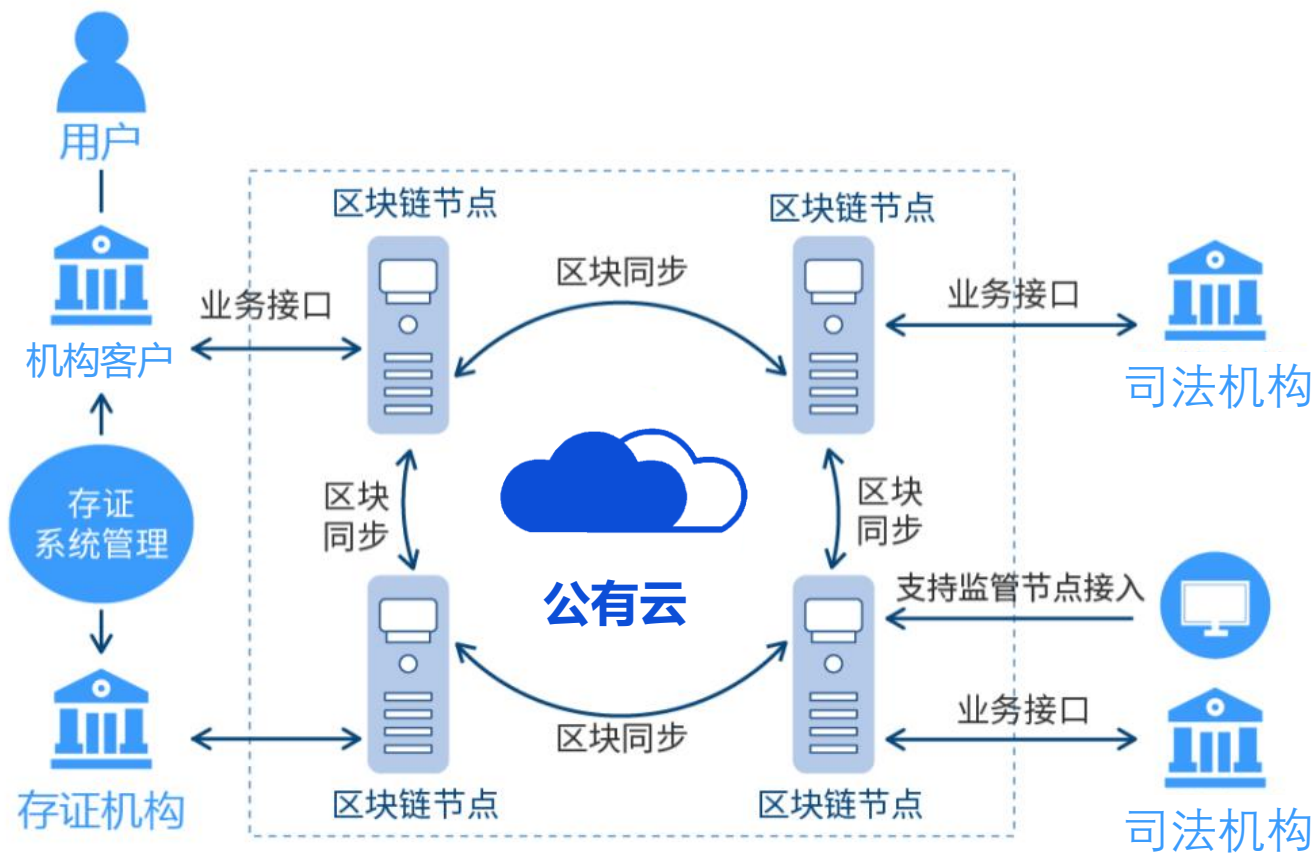 用户
区块链节点
区块链节点
区块同步
业务接口
业务接口
机构客户
司法机构
存证
系统管理
区块
同步
区块
同步
公有云
支持监管节点接入
业务接口
区块同步
存证机构
区块链节点
区块链节点
司法机构